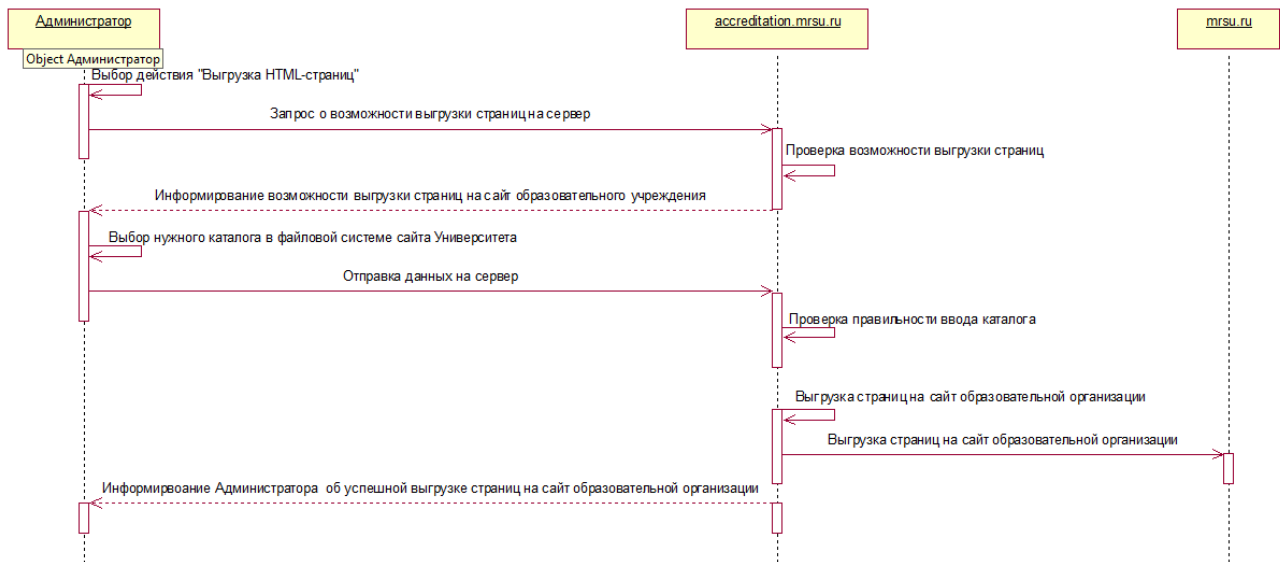 Администратор
accreditation.mrsu.ru
mrsu.ru
Object Администратор
Выбор действия "Выгрузка HTML-страниц"
Запрос о возможности выгрузки страниц на сервер
Проверка возможности выгрузки страниц
Информирование возможности выгрузки страниц на сайт образовательного учреждения
Выбор нужного каталога в файловой системе сайта Университета
Отправка данных на сервер
Проверка правильности ввода каталога
Выгрузка страниц на сайт образовательной организации
Выгрузка страниц на сайт образовательной организации
Информирвоание Администратора об успешной выгрузке страниц на сайт образовательной организации